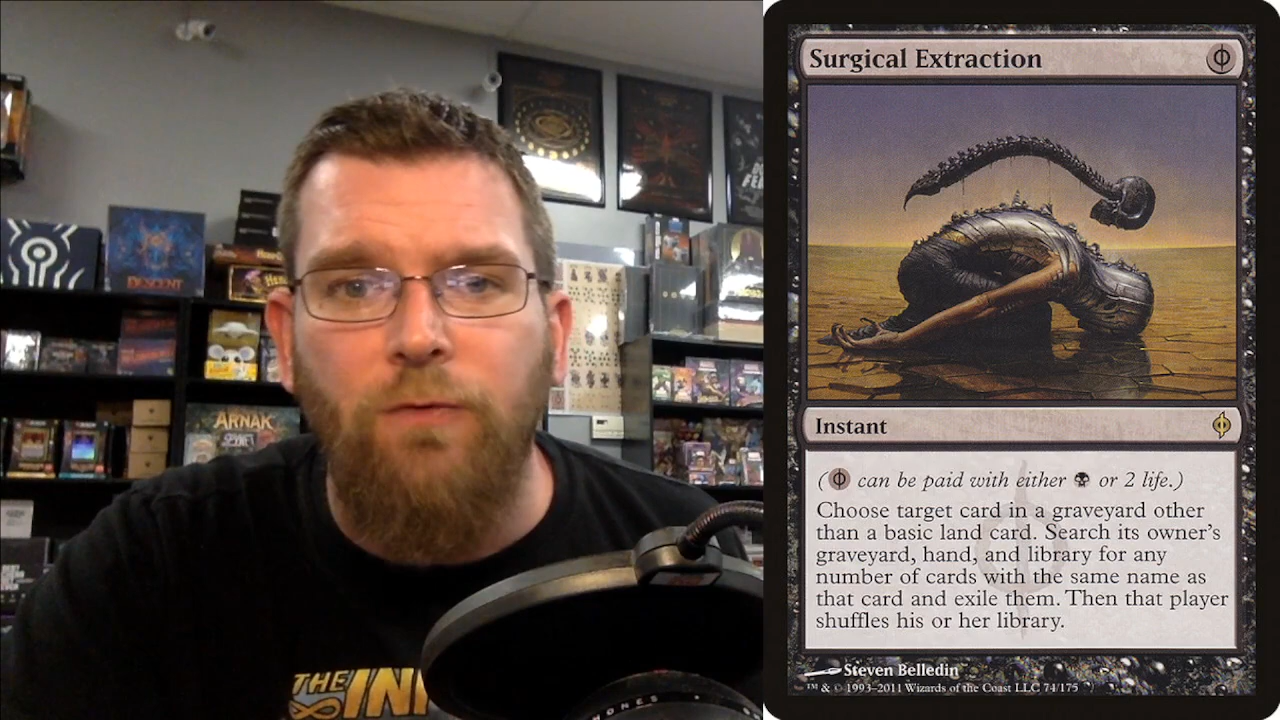 DESCENT
ARNAK
THE
INF
Surgical Extraction
Instant
( can be paid with either or 2 life.)
Choose target card in a graveyard other
than a basic land card. Search its owner's
graveyard, hand, and library for any
number of cards with the same name as
that card and exile them. Then that player
shuffles his or her library.
Steven Belledin
™ & © 1993–2011 Wizards of the Coast LLC 74/175